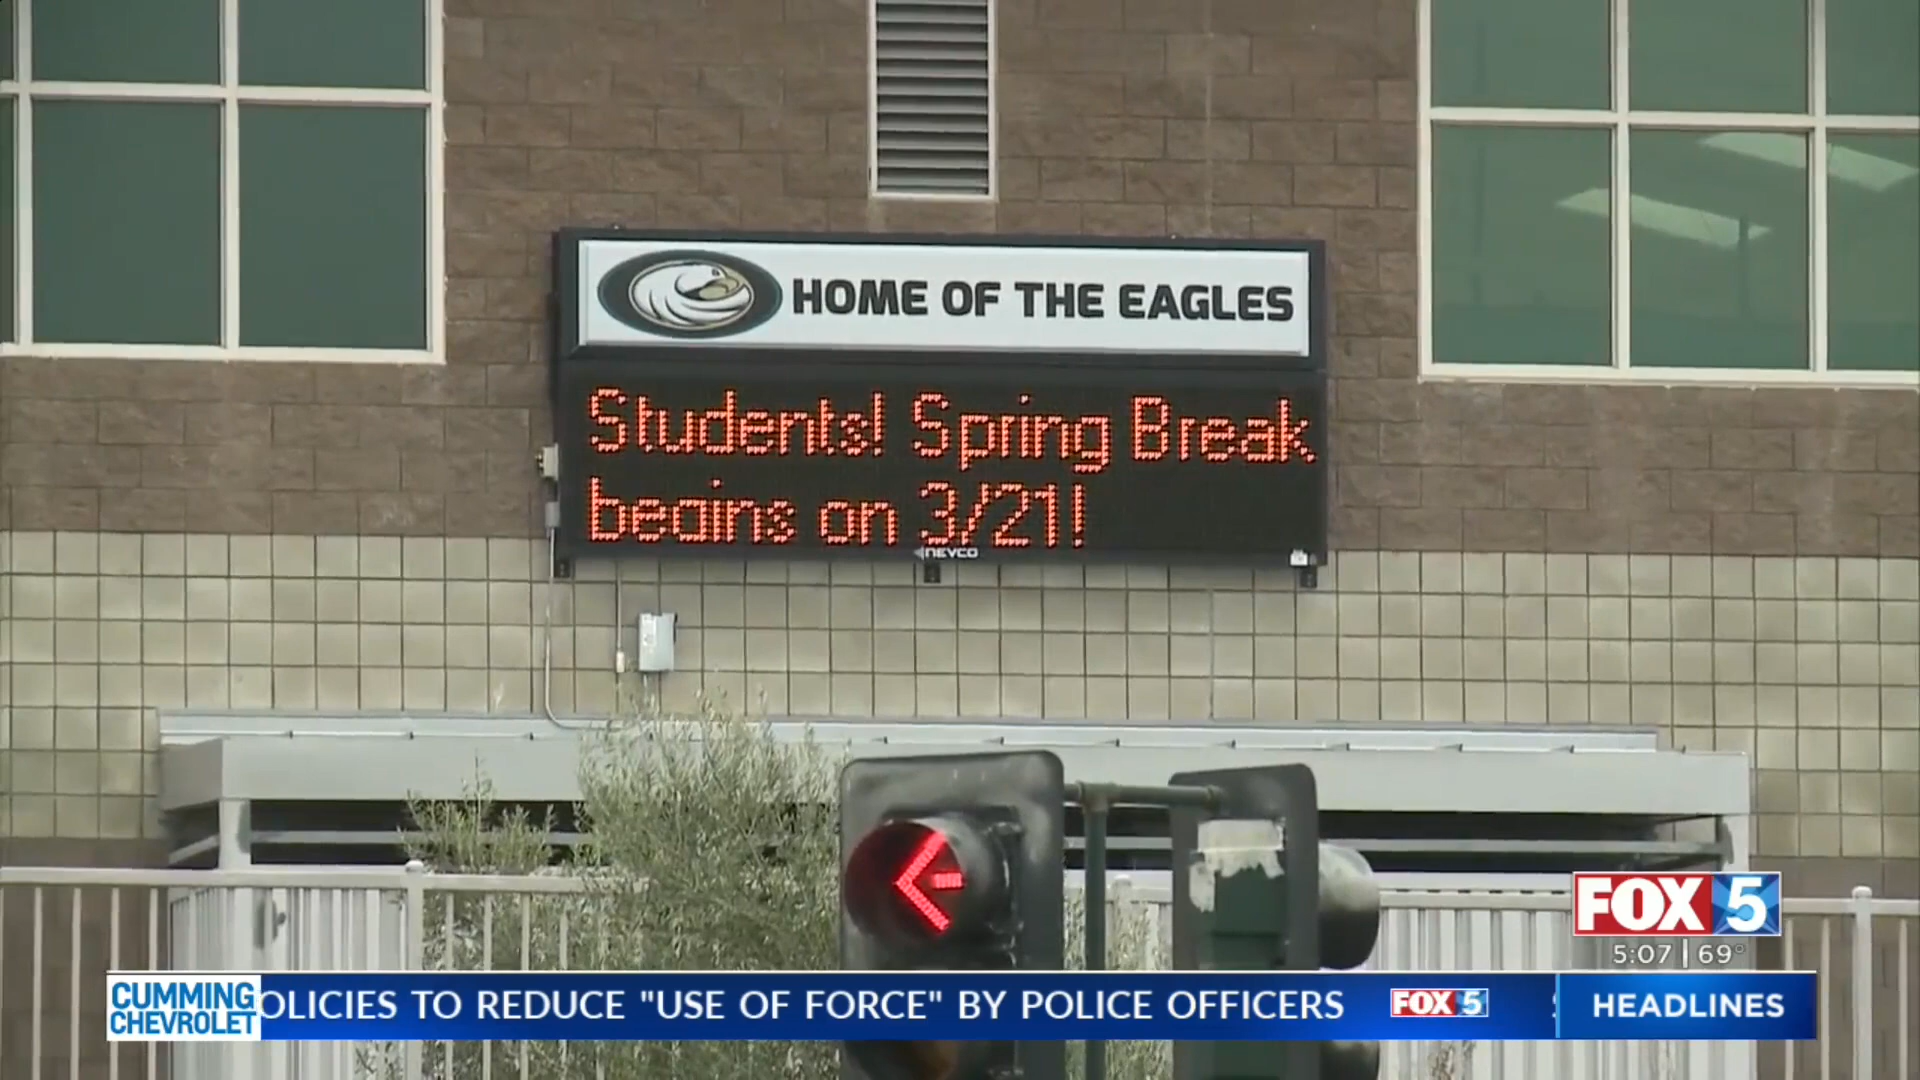 HOME OF THE EAGLES
Students! Spring Break
begins on 3/21!
NEVCO
FOX 5
5:07 | 69°
CUMMING
CHEVROLET
OLICIES TO REDUCE "USE OF FORCE" BY POLICE OFFICERS FOX 5
HEADLINES